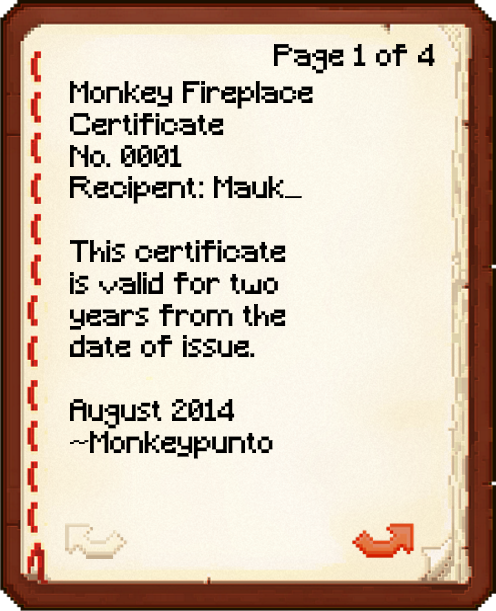 Page 1 of 4
Monkey Fireplace
Certificate
No. 0001
Recipent: Mauk_
This certificate
is valid for two
years from the
date of issue.
August 2014
~Monkeypunto